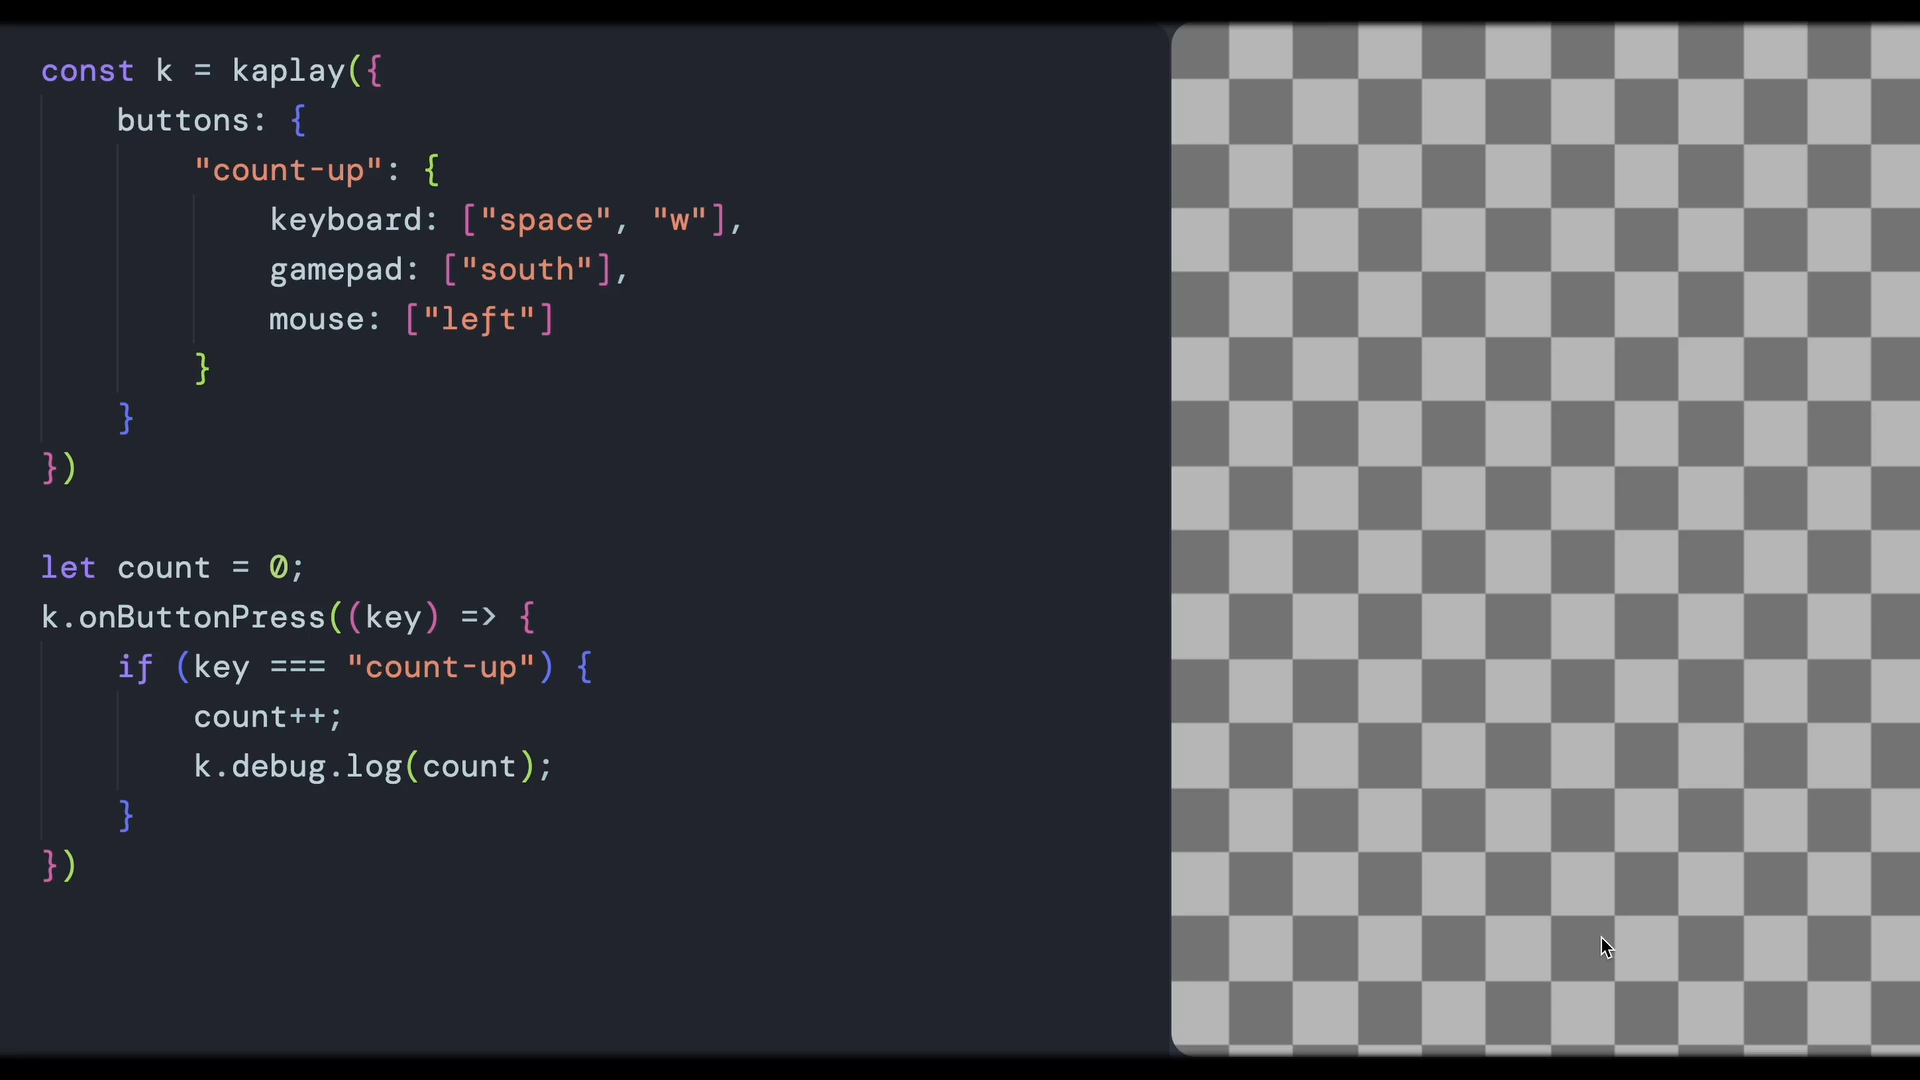 const k = kaplay({
    buttons: {
        "count-up": {
            keyboard: ["space", "w"],
            gamepad: ["south"],
            mouse: ["left"]
        }
    }
})

let count = 0;
k.onButtonPress((key) => {
    if (key === "count-up") {
        count++;
        k.debug.log(count);
    }
})